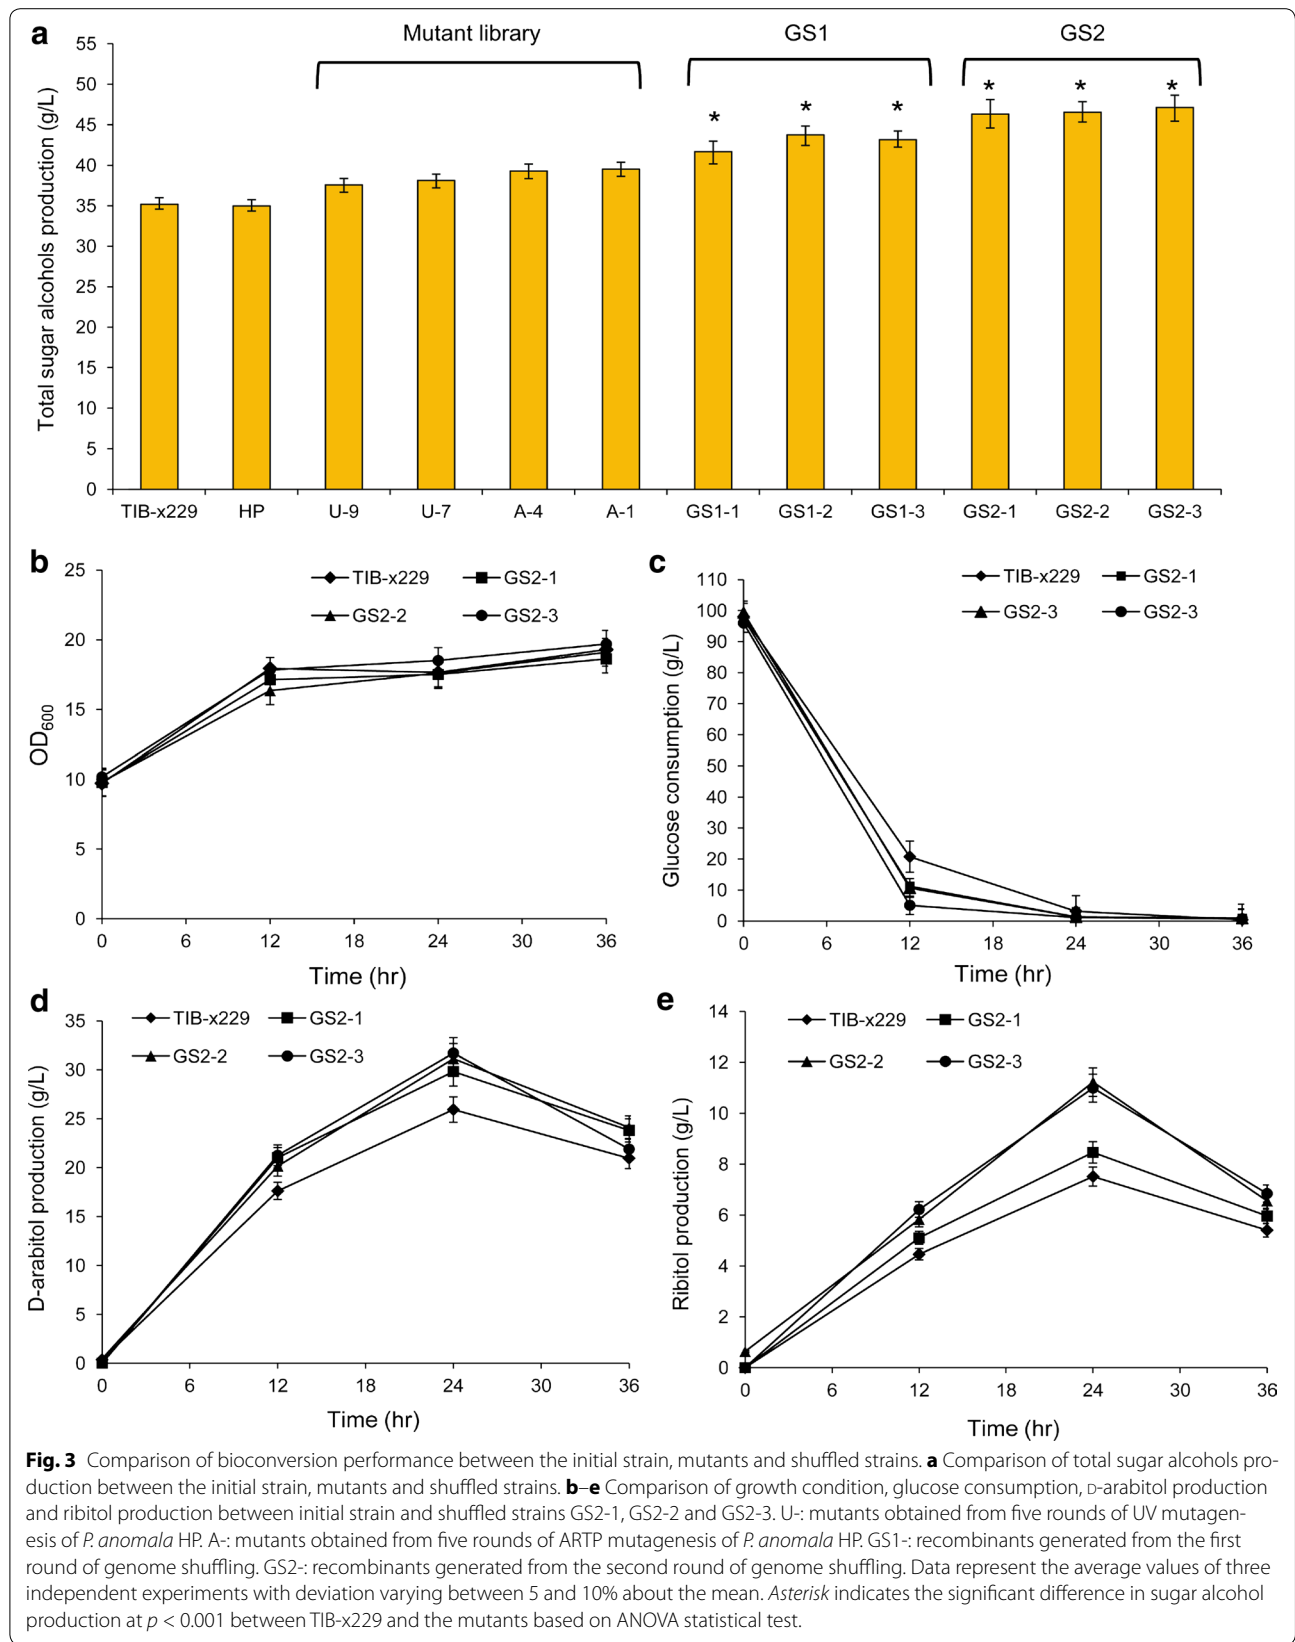 a
Mutant library
GS1
GS2
Total sugar alcohols production (g/L)
55
50
45
40
35
30
25
20
15
10
5
0
* * * * * *
TIB-x229 HP U-9 U-7 A-4 A-1 GS1-1 GS1-2 GS1-3 GS2-1 GS2-2 GS2-3
b
TIB-x229 GS2-1
GS2-2 GS2-3
OD600
25
20
15
10
5
0
0 6 12 18 24 30 36
Time (hr)
c
TIB-x229 GS2-1
GS2-3 GS2-3
Glucose consumption (g/L)
110
100
90
80
70
60
50
40
30
20
10
0
0 6 12 18 24 30 36
Time (hr)
d
TIB-x229 GS2-1
GS2-2 GS2-3
D-arabitol production (g/L)
35
30
25
20
15
10
5
0
0 6 12 18 24 30 36
Time (hr)
e
TIB-x229 GS2-1
GS2-2 GS2-3
Ribitol production (g/L)
14
12
10
8
6
4
2
0
0 6 12 18 24 30 36
Time (hr)
Fig. 3 Comparison of bioconversion performance between the initial strain, mutants and shuffled strains. a Comparison of total sugar alcohols pro-
duction between the initial strain, mutants and shuffled strains. b–e Comparison of growth condition, glucose consumption, D-arabitol production
and ribitol production between initial strain and shuffled strains GS2-1, GS2-2 and GS2-3. U-: mutants obtained from five rounds of UV mutagen-
esis of P. anomala HP. A-: mutants obtained from five rounds of ARTP mutagenesis of P. anomala HP. GS1-: recombinants generated from the first
round of genome shuffling. GS2-: recombinants generated from the second round of genome shuffling. Data represent the average values of three
independent experiments with deviation varying between 5 and 10% about the mean. Asterisk indicates the significant difference in sugar alcohol
production at p < 0.001 between TIB-x229 and the mutants based on ANOVA statistical test.